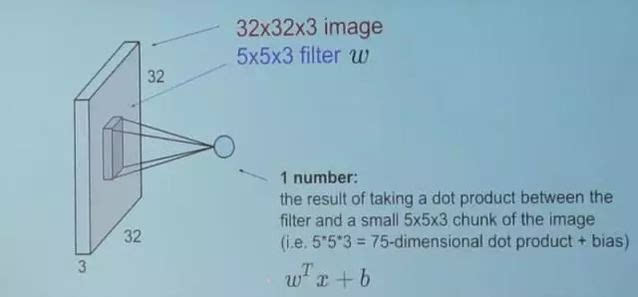 32x32x3 image
5x5x3 filter w
32
1 number:
the result of taking a dot product between the
filter and a small 5x5x3 chunk of the image
(i.e. 5*5*3 = 75-dimensional dot product + bias)
32
3
wᵀx + b